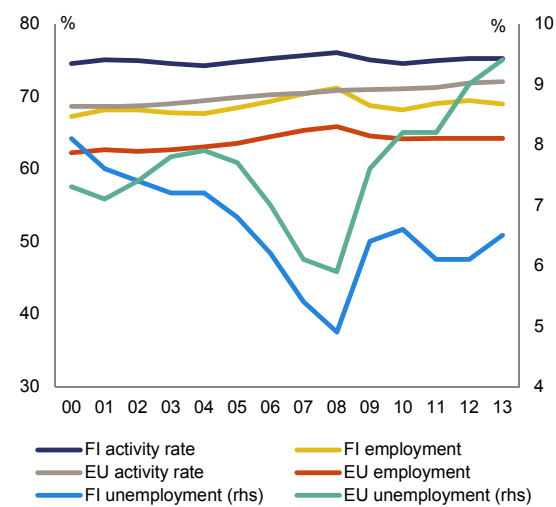 80 % % 10
70 9
60 8
50 7
40 6
30 5
4
00 01 02 03 04 05 06 07 08 09 10 11 12 13
FI activity rate FI employment
EU activity rate EU employment
FI unemployment (rhs) EU unemployment (rhs)